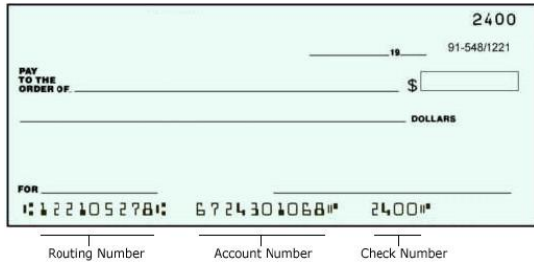 2400
19 91-548/1221
PAY
TO THE
ORDER OF $
DOLLARS
FOR
⑆122105278⑆ 6724301068⑈ 2400⑈
Routing Number Account Number Check Number